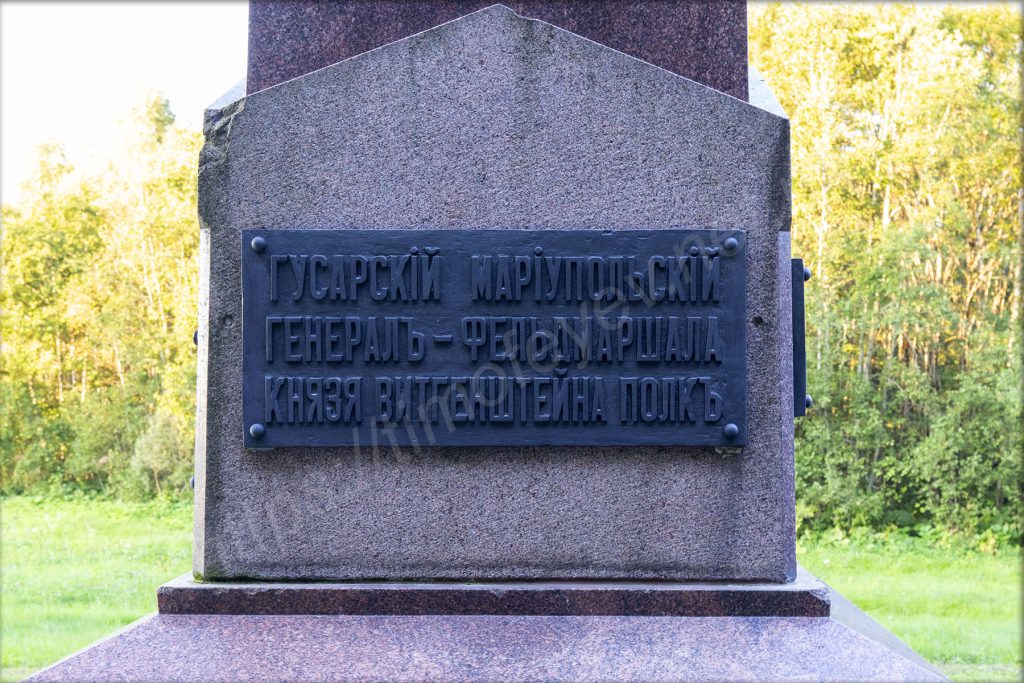 ГУСАРСКІЙ МАРІУПОЛЬСКІЙ
ГЕНЕРАЛЪ-ФЕЛЬДМАРШАЛА
КНЯЗЯ ВИТГЕНШТЕЙНА ПОЛКЪ